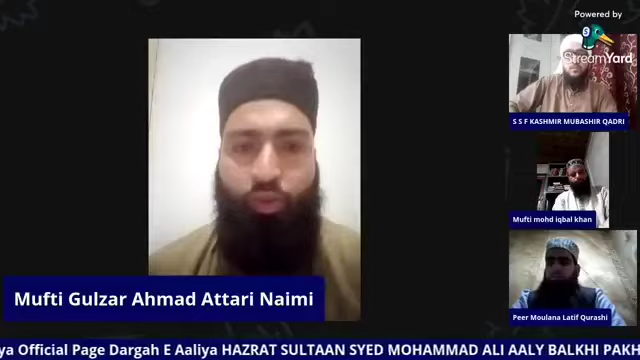 Powered by
StreamYard
S S F KASHMIR MUBASHIR QADRI
Mufti mohd iqbal khan
Peer Moulana Latif Qurashi
Mufti Gulzar Ahmad Attari Naimi
ya Official Page Dargah E Aaliya HAZRAT SULTAAN SYED MOHAMMAD ALI AALY BALKHI PAKH